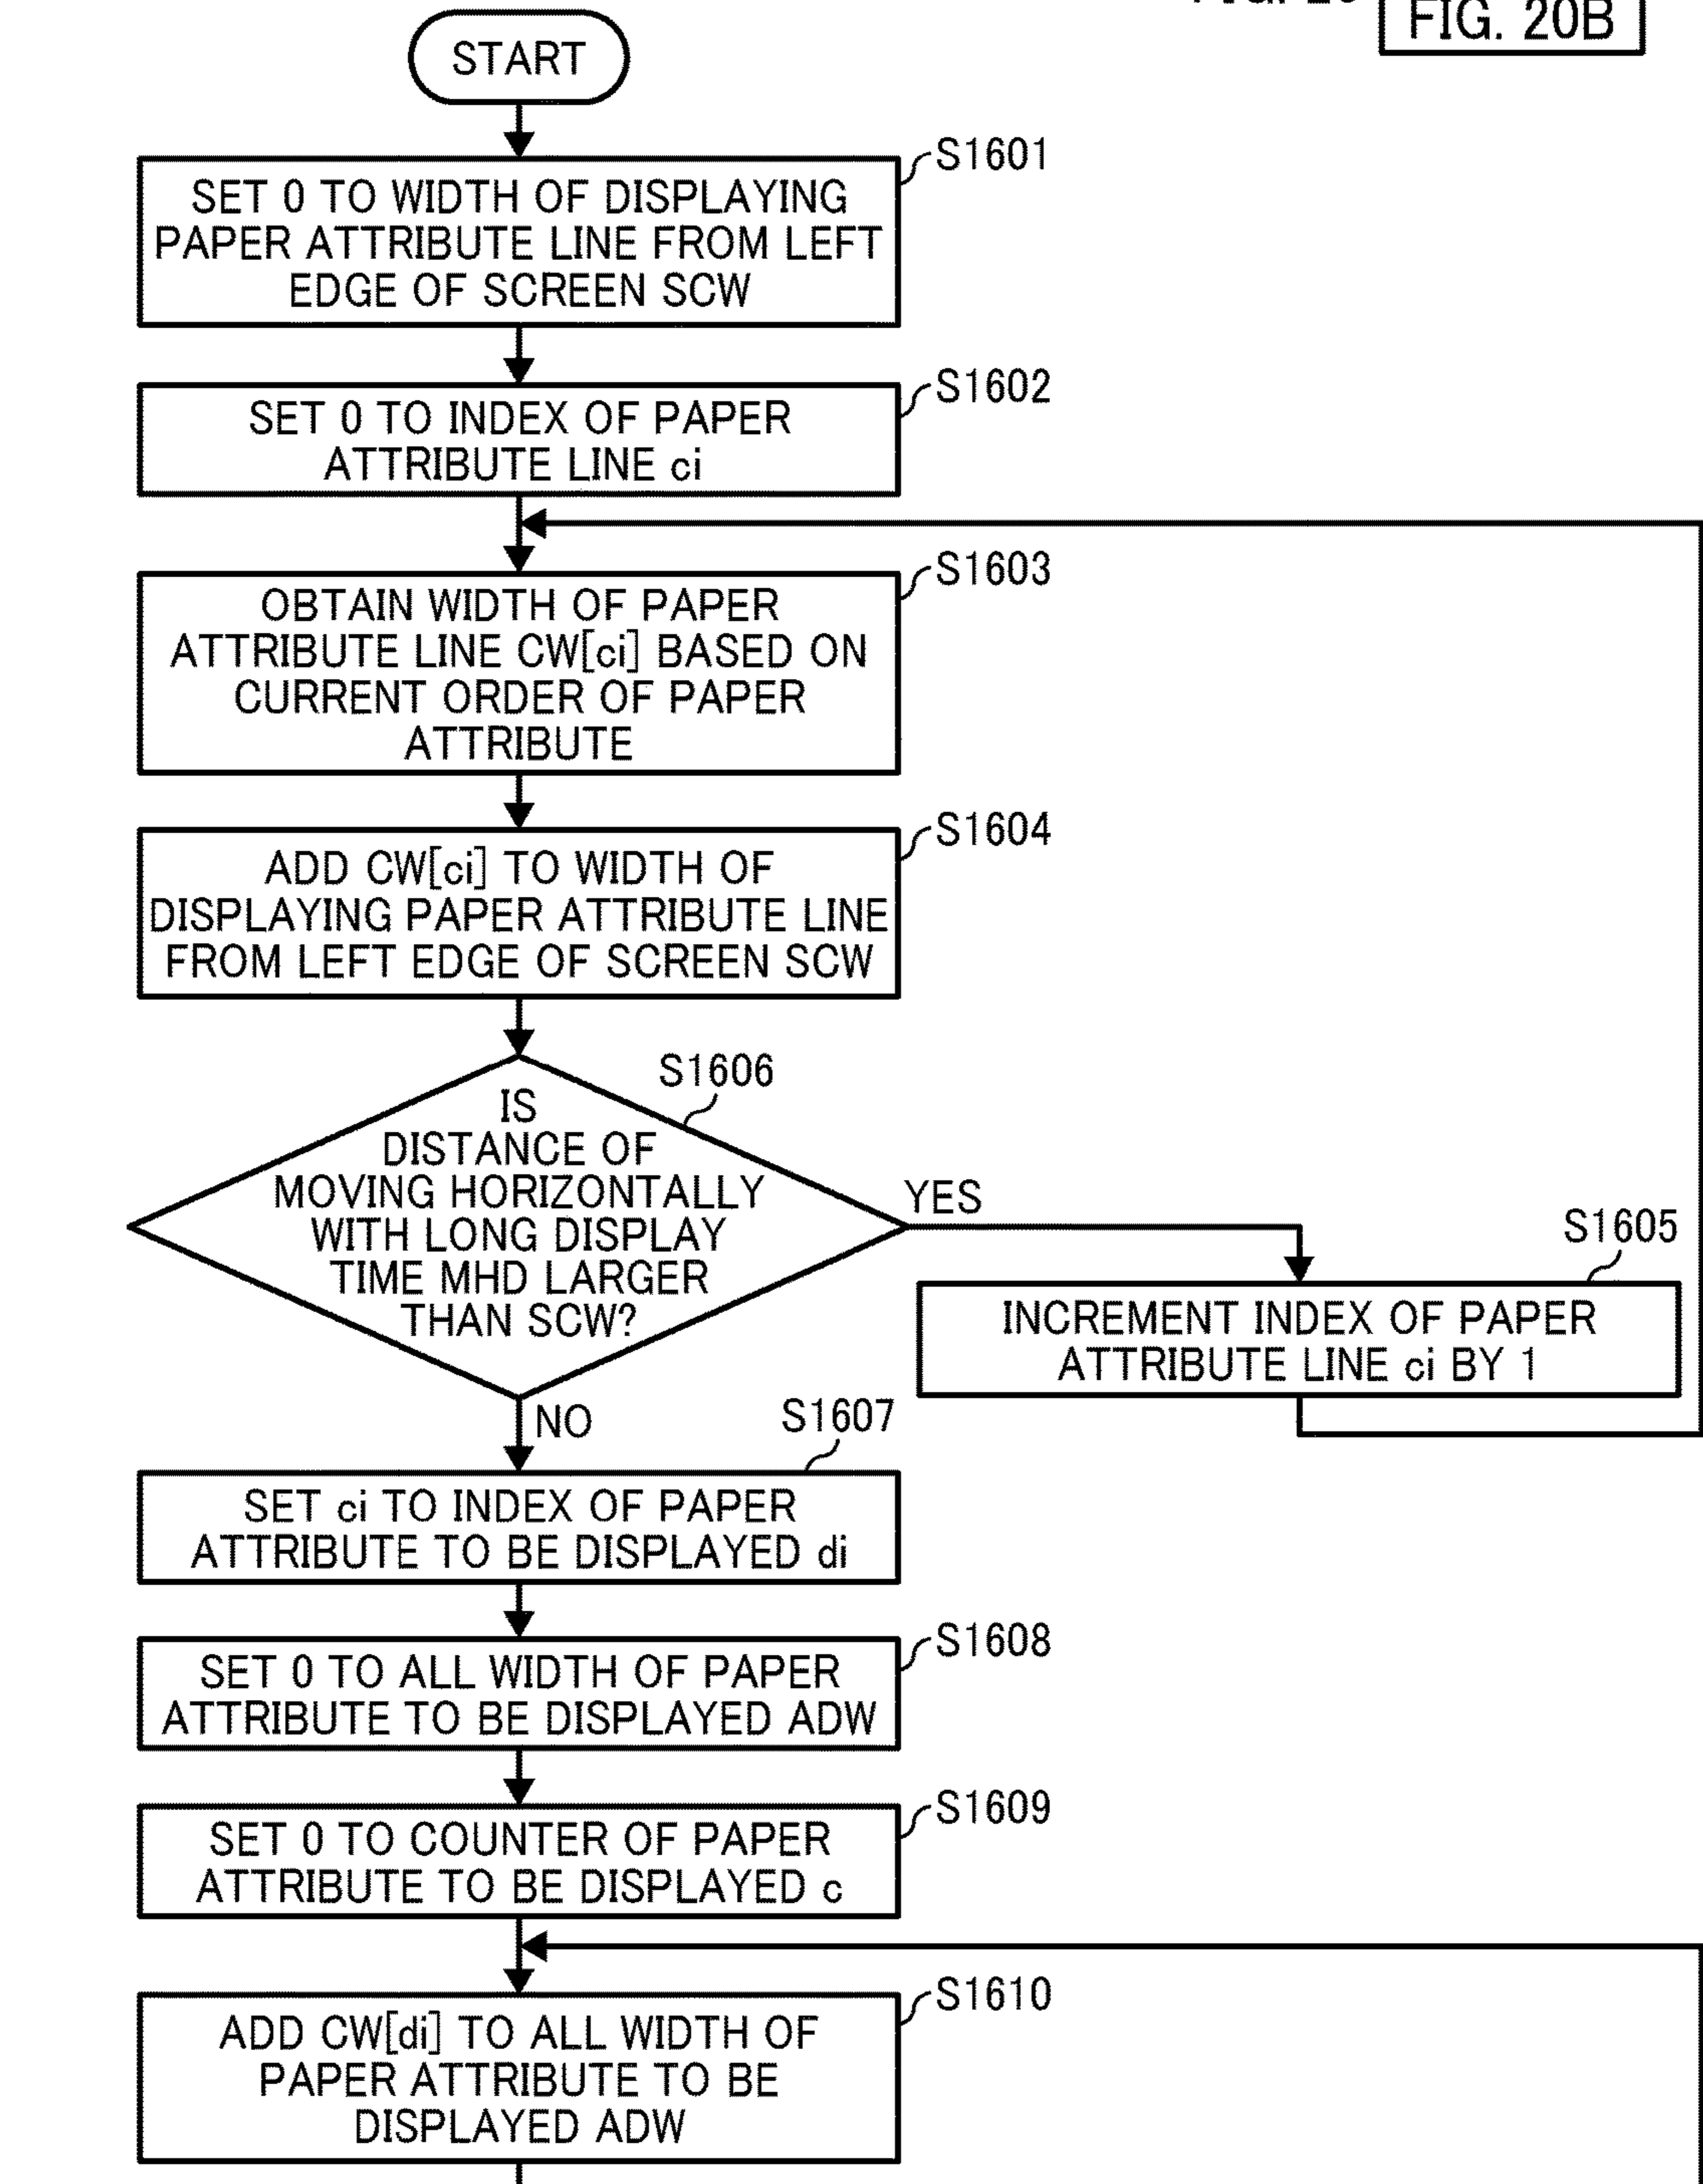 FIG. 20B
START
S1601
SET 0 TO WIDTH OF DISPLAYING
PAPER ATTRIBUTE LINE FROM LEFT
EDGE OF SCREEN SCW
S1602
SET 0 TO INDEX OF PAPER
ATTRIBUTE LINE ci
S1603
OBTAIN WIDTH OF PAPER
ATTRIBUTE LINE CW[ci] BASED ON
CURRENT ORDER OF PAPER
ATTRIBUTE
S1604
ADD CW[ci] TO WIDTH OF
DISPLAYING PAPER ATTRIBUTE LINE
FROM LEFT EDGE OF SCREEN SCW
S1606
IS
DISTANCE OF
MOVING HORIZONTALLY
WITH LONG DISPLAY
TIME MHD LARGER
THAN SCW?
YES
S1605
INCREMENT INDEX OF PAPER
ATTRIBUTE LINE ci BY 1
NO
S1607
SET ci TO INDEX OF PAPER
ATTRIBUTE TO BE DISPLAYED di
S1608
SET 0 TO ALL WIDTH OF PAPER
ATTRIBUTE TO BE DISPLAYED ADW
S1609
SET 0 TO COUNTER OF PAPER
ATTRIBUTE TO BE DISPLAYED c
S1610
ADD CW[di] TO ALL WIDTH OF
PAPER ATTRIBUTE TO BE
DISPLAYED ADW